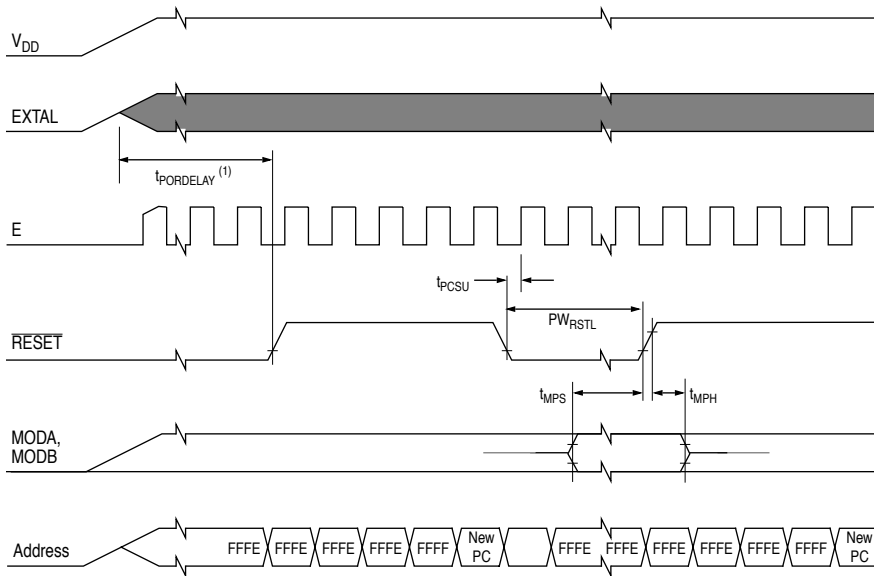 VDD
EXTAL
tPORDELAY (1)
E
tPCSU
PWRSTL
RESET
tMPS
tMPH
MODA,
MODB
Address
FFFE FFFE FFFE FFFE FFFF New PC FFFE FFFE FFFE FFFE FFFE FFFF New PC